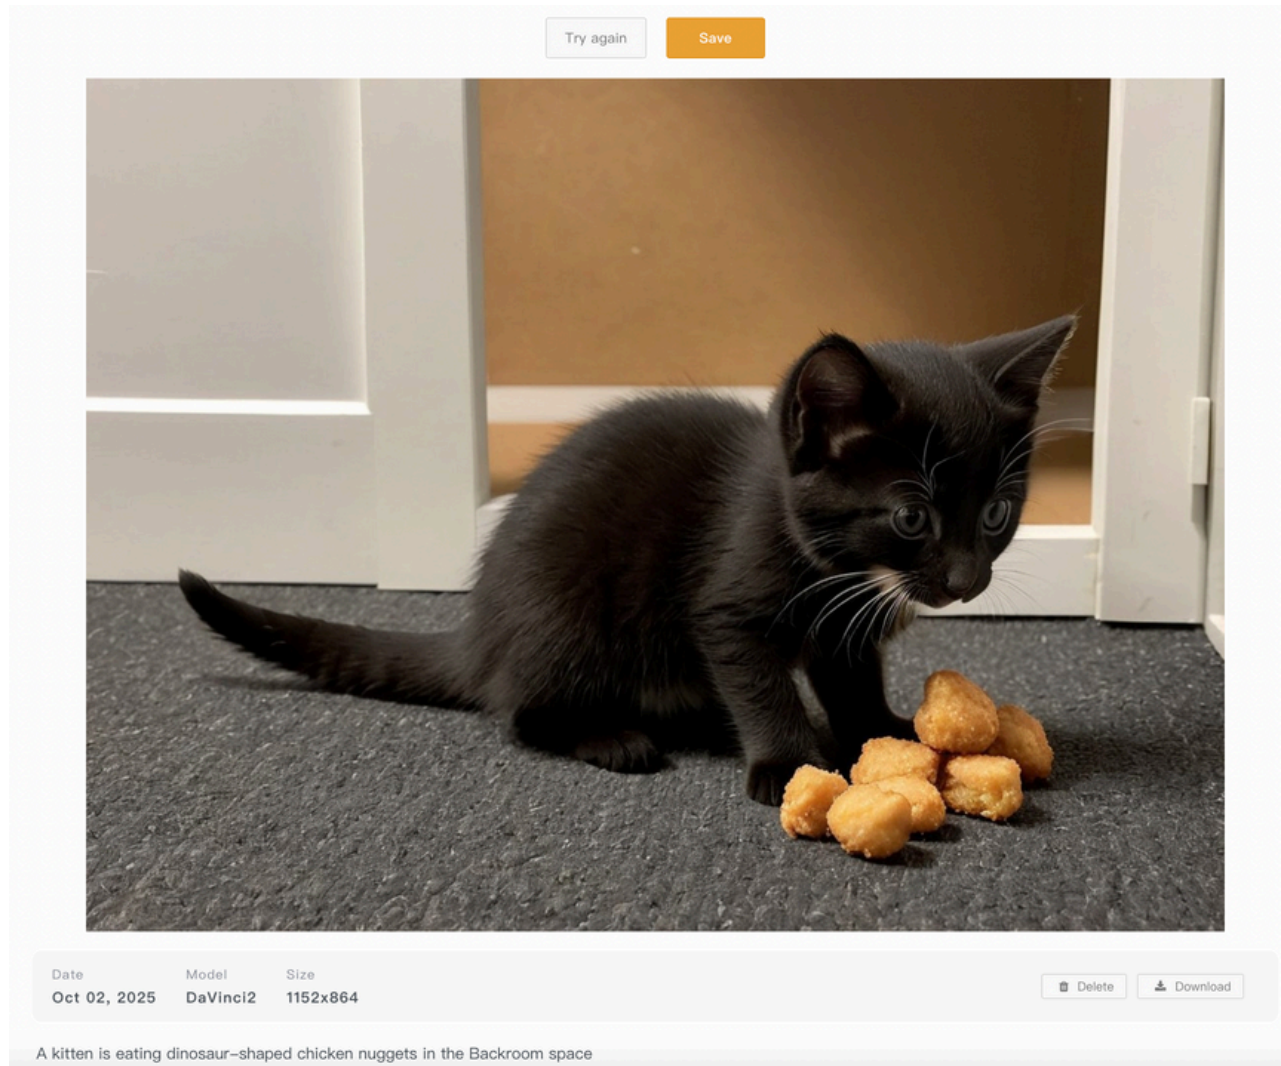 Try again
Save
Date
Model
Size
Oct 02, 2025
DaVinci2
1152x864
Delete
Download
A kitten is eating dinosaur-shaped chicken nuggets in the Backroom space